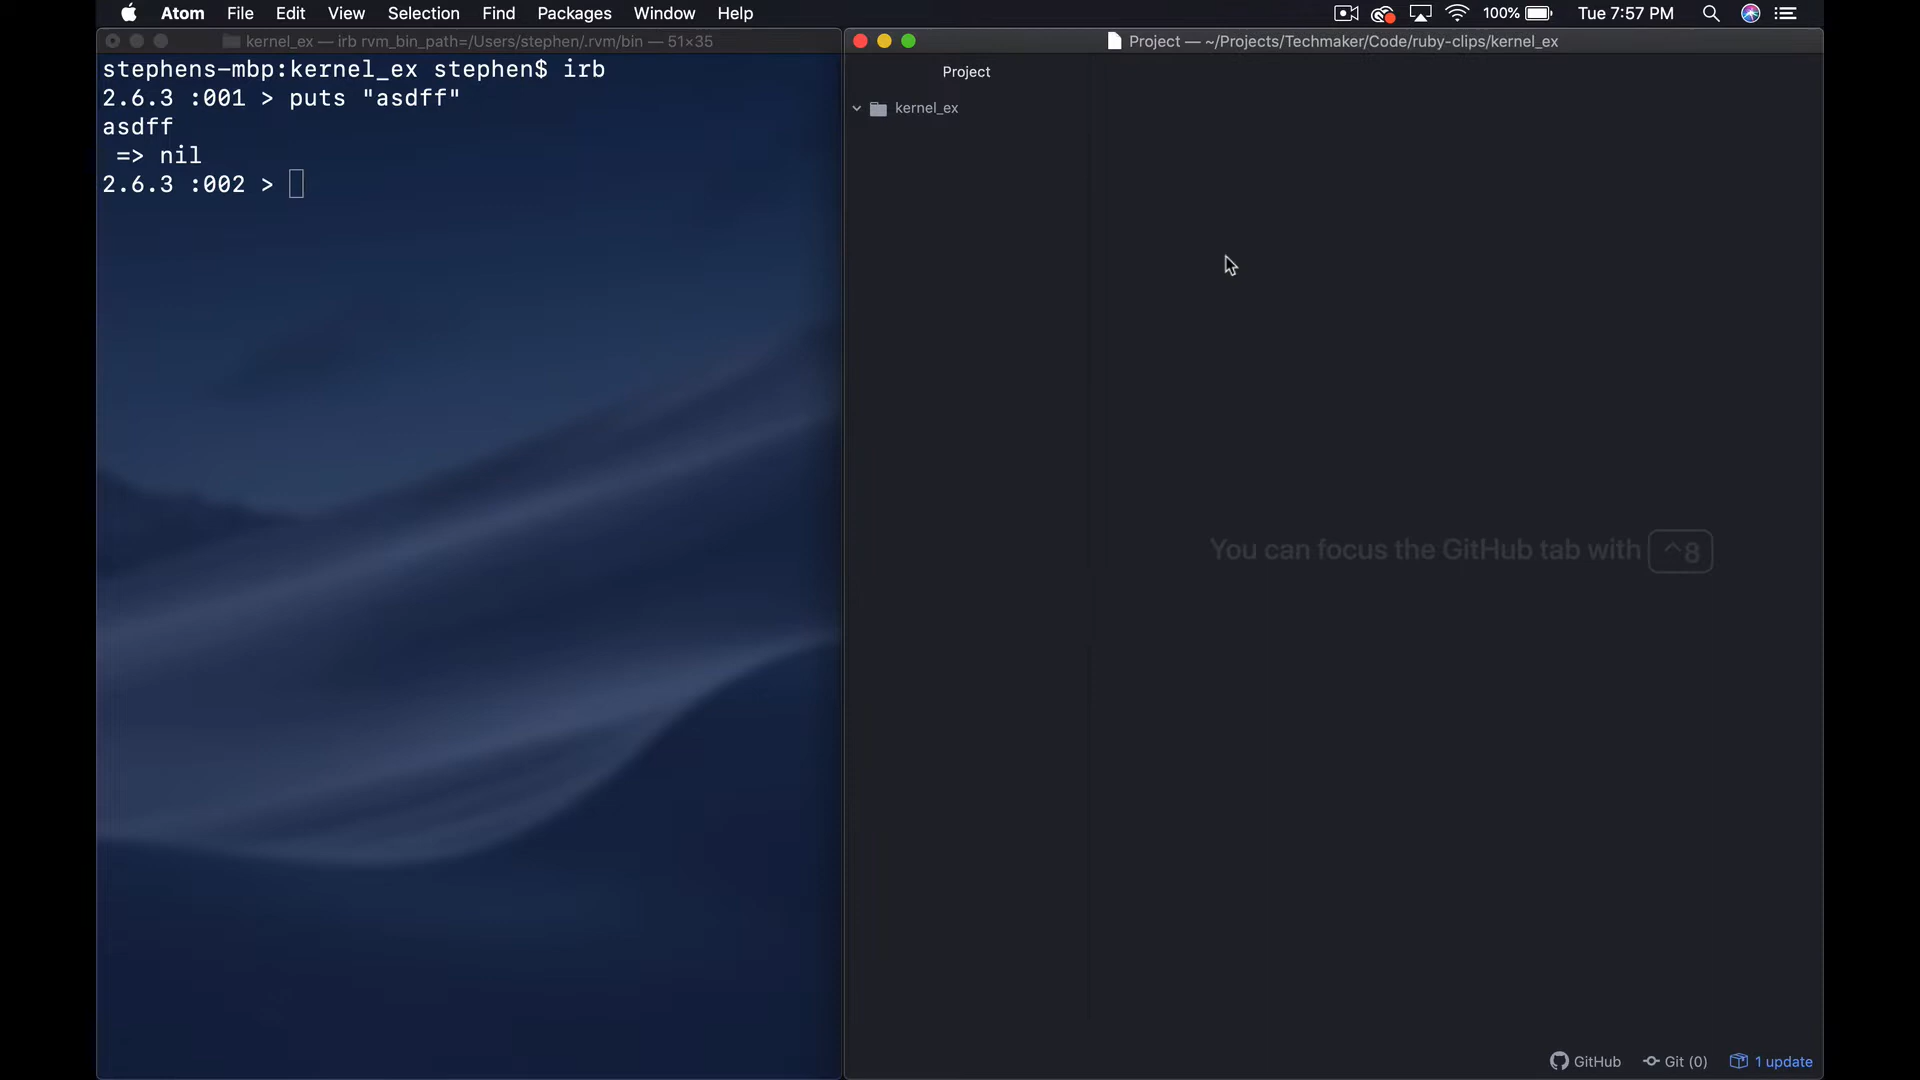 Atom File Edit View Selection Find Packages Window Help 100% Tue 7:57 PM
kernel_ex — irb rvm_bin_path=/Users/stephen/.rvm/bin — 51×35
stephens-mbp:kernel_ex stephen$ irb
2.6.3 :001 > puts "asdff"
asdff
=> nil
2.6.3 :002 >
Project — ~/Projects/Techmaker/Code/ruby-clips/kernel_ex
Project
kernel_ex
You can focus the GitHub tab with ^8
GitHub Git (0) 1 update